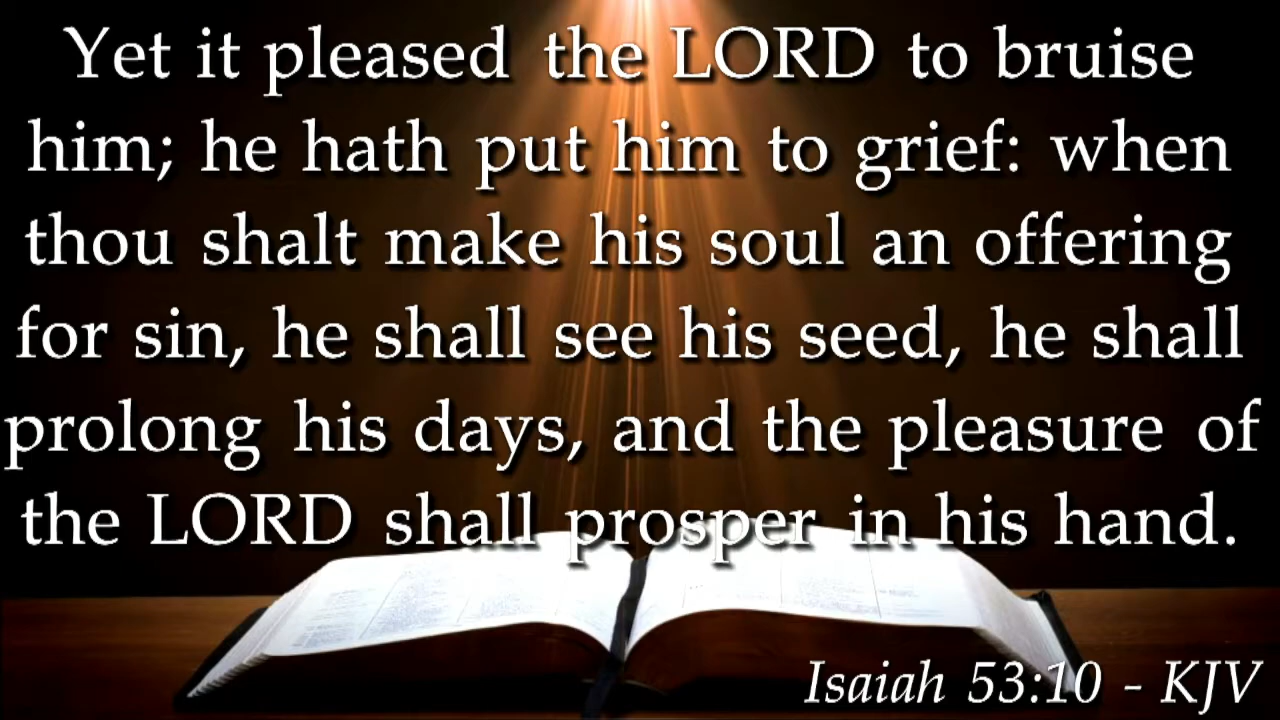 Yet it pleased the LORD to bruise
him; he hath put him to grief: when
thou shalt make his soul an offering
for sin, he shall see his seed, he shall
prolong his days, and the pleasure of
the LORD shall prosper in his hand.
Isaiah 53:10 - KJV